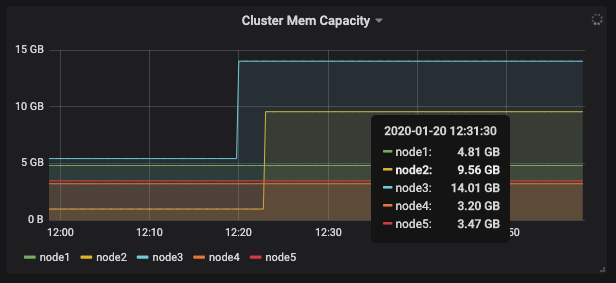 Cluster Mem Capacity
15 GB
10 GB
5 GB
0 B
12:00
12:10
12:20
12:30
50
2020-01-20 12:31:30
node1: 4.81 GB
node2: 9.56 GB
node3: 14.01 GB
node4: 3.20 GB
node5: 3.47 GB
node1 node2 node3 node4 node5